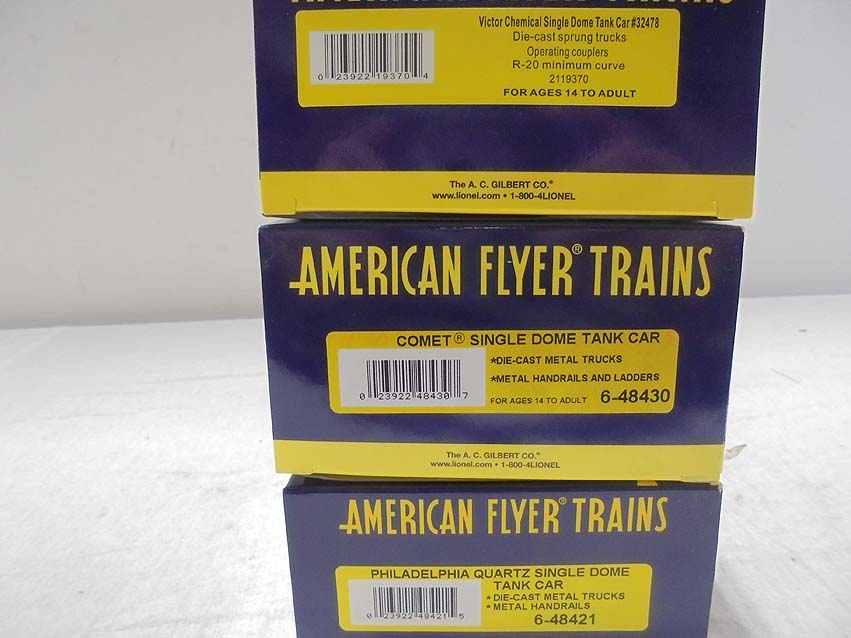 AMERICAN FLYER TRAINS
Victor Chemical Single Dome Tank Car #32478
Die-cast sprung trucks
Operating couplers
R-20 minimum curve
2119370
FOR AGES 14 TO ADULT
0 23922 19370 4
The A. C. GILBERT CO.®
www.lionel.com • 1-800-4LIONEL
AMERICAN FLYER® TRAINS
COMET® SINGLE DOME TANK CAR
*DIE-CAST METAL TRUCKS
*METAL HANDRAILS AND LADDERS
FOR AGES 14 TO ADULT 6-48430
0 23922 48430 7
The A. C. GILBERT CO.®
www.lionel.com • 1-800-4LIONEL
AMERICAN FLYER® TRAINS
PHILADELPHIA QUARTZ SINGLE DOME
TANK CAR
* DIE-CAST METAL TRUCKS
* METAL HANDRAILS
6-48421
0 23922 48421 5